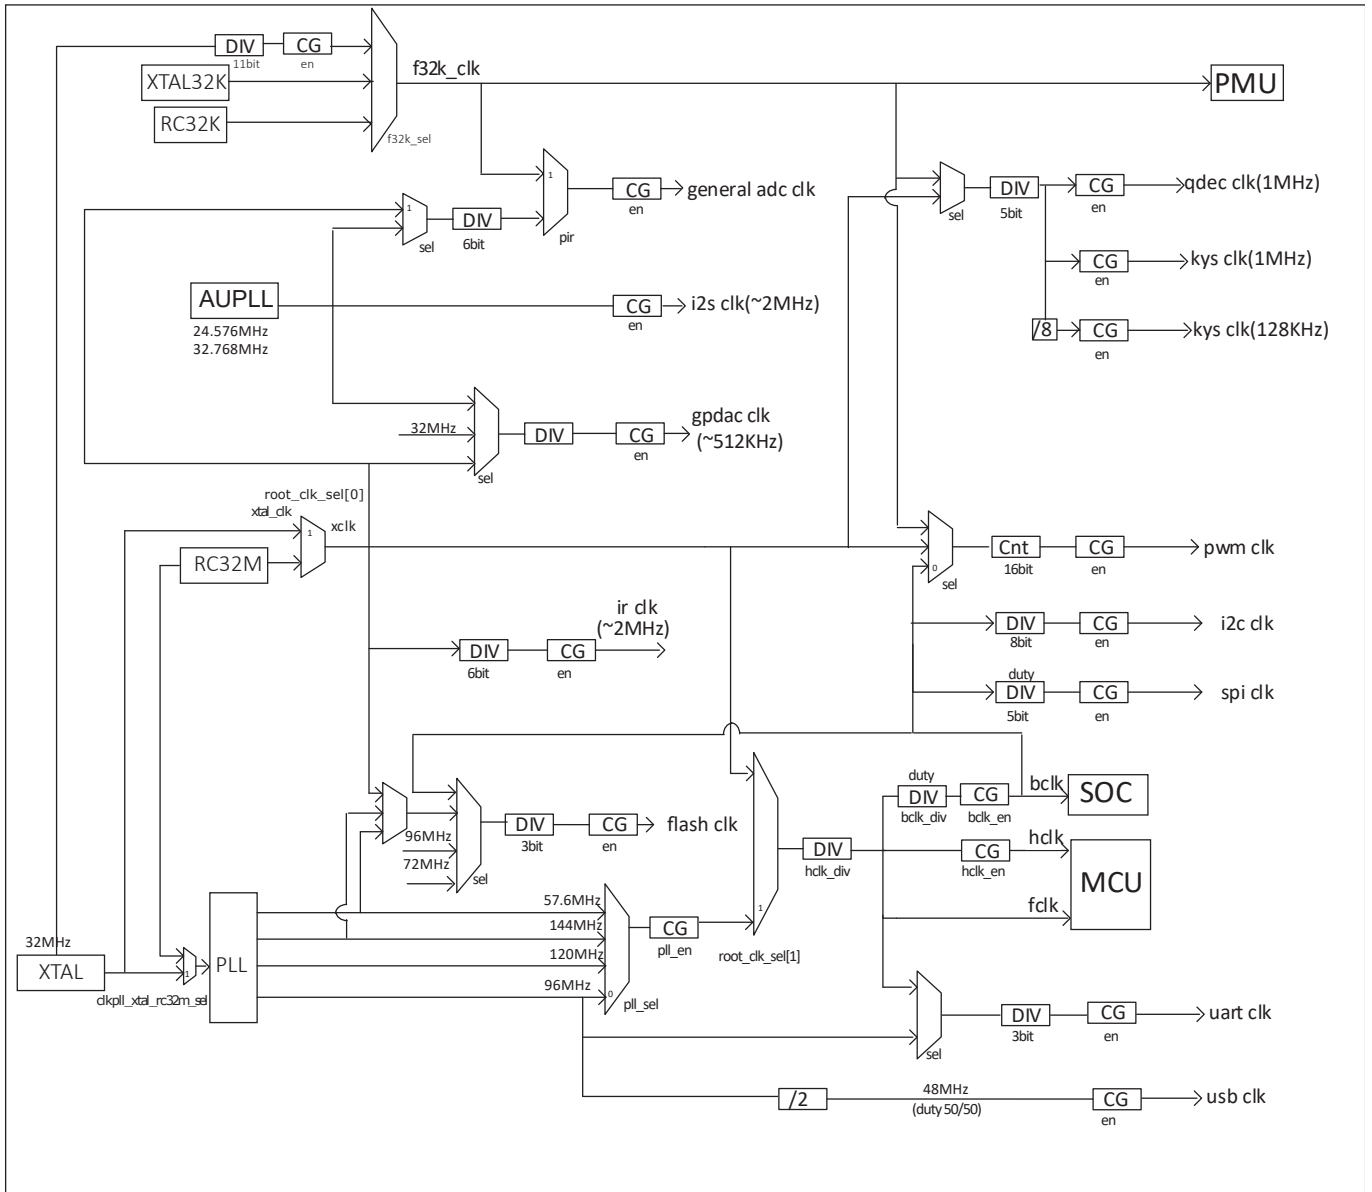 DIV
CG
11bit
en
XTAL32K
RC32K
f32k_clk
f32k_sel
PMU
1
CG
general adc clk
en
pir
1
DIV
sel
6bit
DIV
CG
qdec clk(1MHz)
sel
5bit
en
CG
kys clk(1MHz)
en
/8
CG
kys clk(128KHz)
en
AUPLL
CG
i2s clk(~2MHz)
en
24.576MHz
32.768MHz
gpdac clk
(~512KHz)
32MHz
DIV
CG
sel
en
root_clk_sel[0]
xtal_clk
1
xclk
RC32M
0
sel
Cnt
CG
pwm clk
16bit
en
ir clk
(~2MHz)
DIV
CG
6bit
en
DIV
CG
i2c clk
8bit
en
duty
DIV
CG
spi clk
5bit
en
96MHz
72MHz
sel
DIV
CG
flash clk
3bit
en
1
root_clk_sel[1]
DIV
hclk_div
duty
DIV
CG
bclk
SOC
bclk_div
bclk_en
CG
hclk
hclk_en
fclk
MCU
57.6MHz
144MHz
120MHz
96MHz
0
pll_sel
CG
pll_en
32MHz
XTAL
1
PLL
clkpll_xtal_rc32m_sel
sel
DIV
CG
uart clk
3bit
en
/2
48MHz
(duty 50/50)
CG
usb clk
en